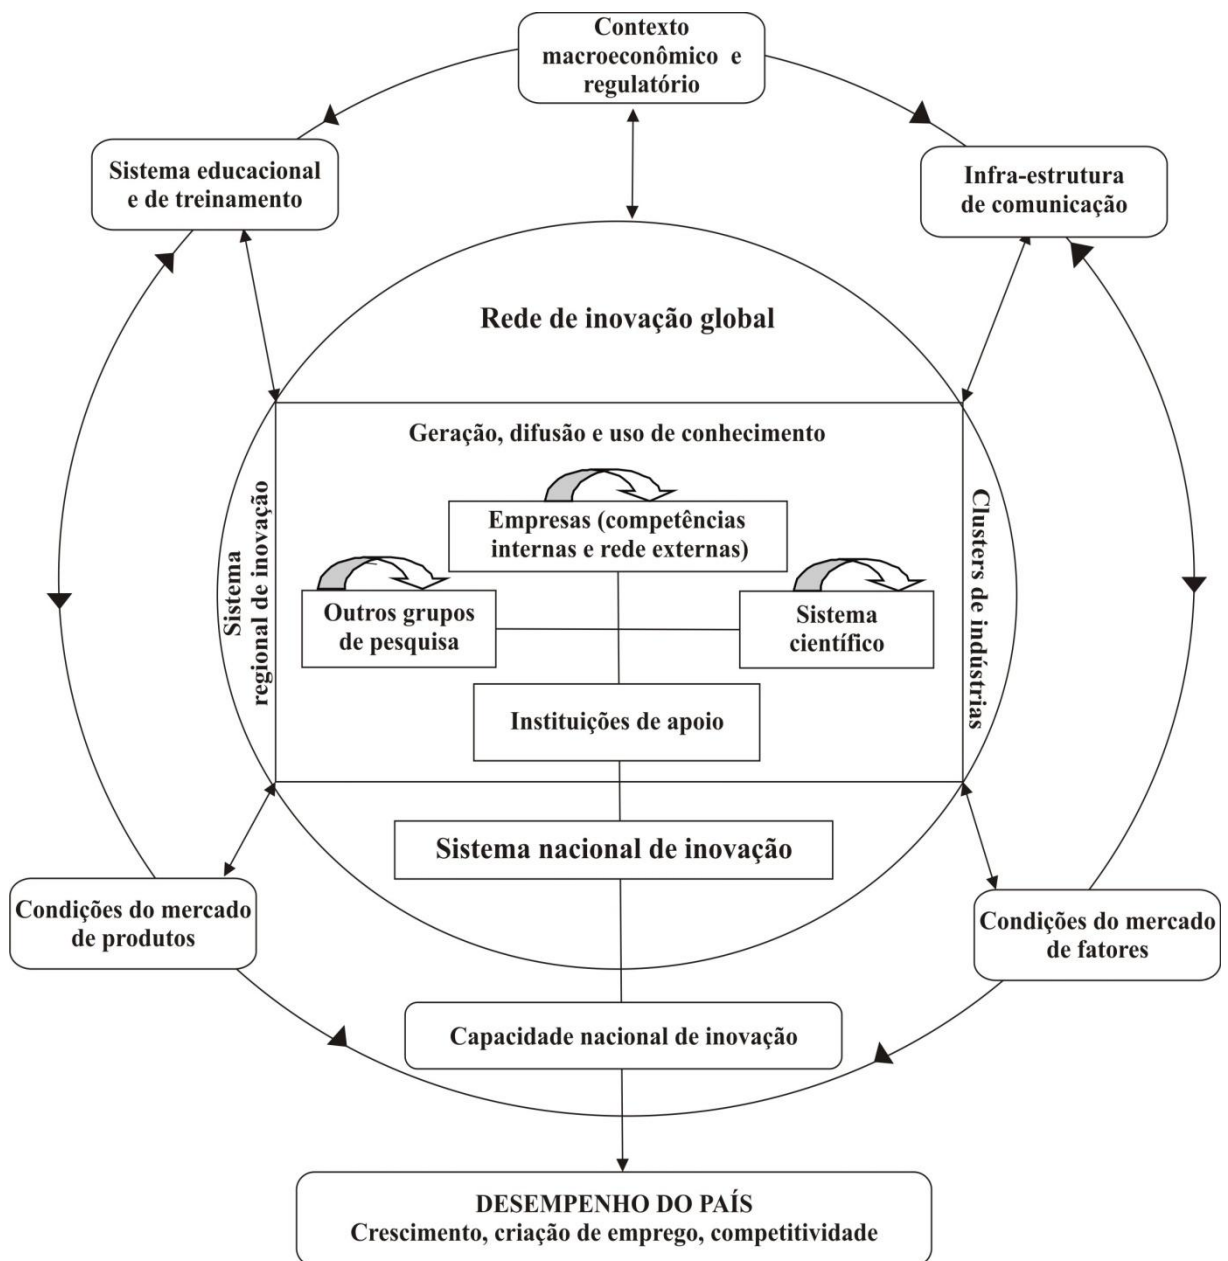 Contexto
macroeconômico e
regulatório
Sistema educacional
e de treinamento
Infra-estrutura
de comunicação
Rede de inovação global
Geração, difusão e uso de conhecimento
Sistema
regional de inovação
Empresas (competências
internas e rede externas)
Clusters de indústrias
Outros grupos
de pesquisa
Sistema
científico
Instituições de apoio
Sistema nacional de inovação
Condições do mercado
de produtos
Condições do mercado
de fatores
Capacidade nacional de inovação
DESEMPENHO DO PAÍS
Crescimento, criação de emprego, competitividade